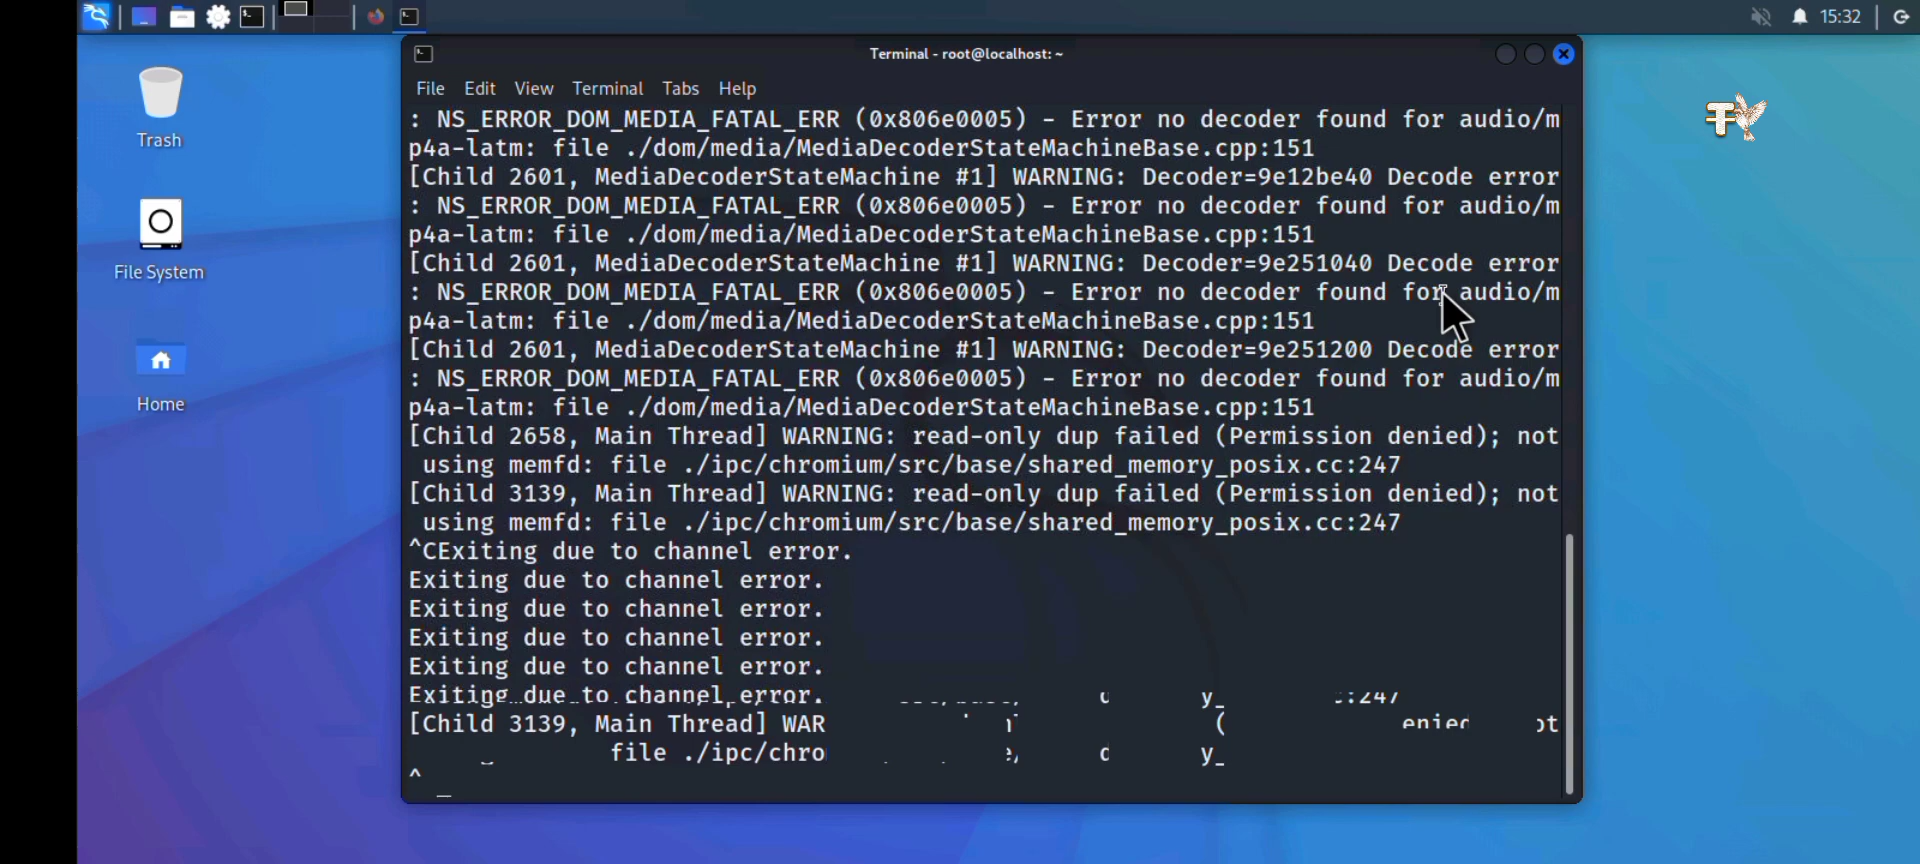 15:32
Terminal - root@localhost: ~
File Edit View Terminal Tabs Help
Trash
File System
Home
: NS_ERROR_DOM_MEDIA_FATAL_ERR (0x806e0005) - Error no decoder found for audio/m
p4a-latm: file ./dom/media/MediaDecoderStateMachineBase.cpp:151
[Child 2601, MediaDecoderStateMachine #1] WARNING: Decoder=9e12be40 Decode error
: NS_ERROR_DOM_MEDIA_FATAL_ERR (0x806e0005) - Error no decoder found for audio/m
p4a-latm: file ./dom/media/MediaDecoderStateMachineBase.cpp:151
[Child 2601, MediaDecoderStateMachine #1] WARNING: Decoder=9e251040 Decode error
: NS_ERROR_DOM_MEDIA_FATAL_ERR (0x806e0005) - Error no decoder found for audio/m
p4a-latm: file ./dom/media/MediaDecoderStateMachineBase.cpp:151
[Child 2601, MediaDecoderStateMachine #1] WARNING: Decoder=9e251200 Decode error
: NS_ERROR_DOM_MEDIA_FATAL_ERR (0x806e0005) - Error no decoder found for audio/m
p4a-latm: file ./dom/media/MediaDecoderStateMachineBase.cpp:151
[Child 2658, Main Thread] WARNING: read-only dup failed (Permission denied); not
using memfd: file ./ipc/chromium/src/base/shared_memory_posix.cc:247
[Child 3139, Main Thread] WARNING: read-only dup failed (Permission denied); not
using memfd: file ./ipc/chromium/src/base/shared_memory_posix.cc:247
^CExiting due to channel error.
Exiting due to channel error.
Exiting due to channel error.
Exiting due to channel error.
Exiting due to channel error.
Exiting due to channel error.
[Child 3139, Main Thread] WAR
file ./ipc/chro
^